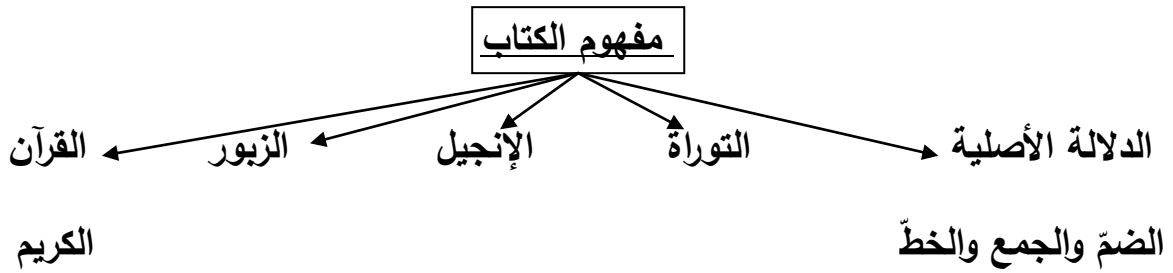 مفهوم الكتاب
الدلالة الأصلية التوراة الإنجيل الزبور القرآن
الضمّ والجمع والخطّ الكريم